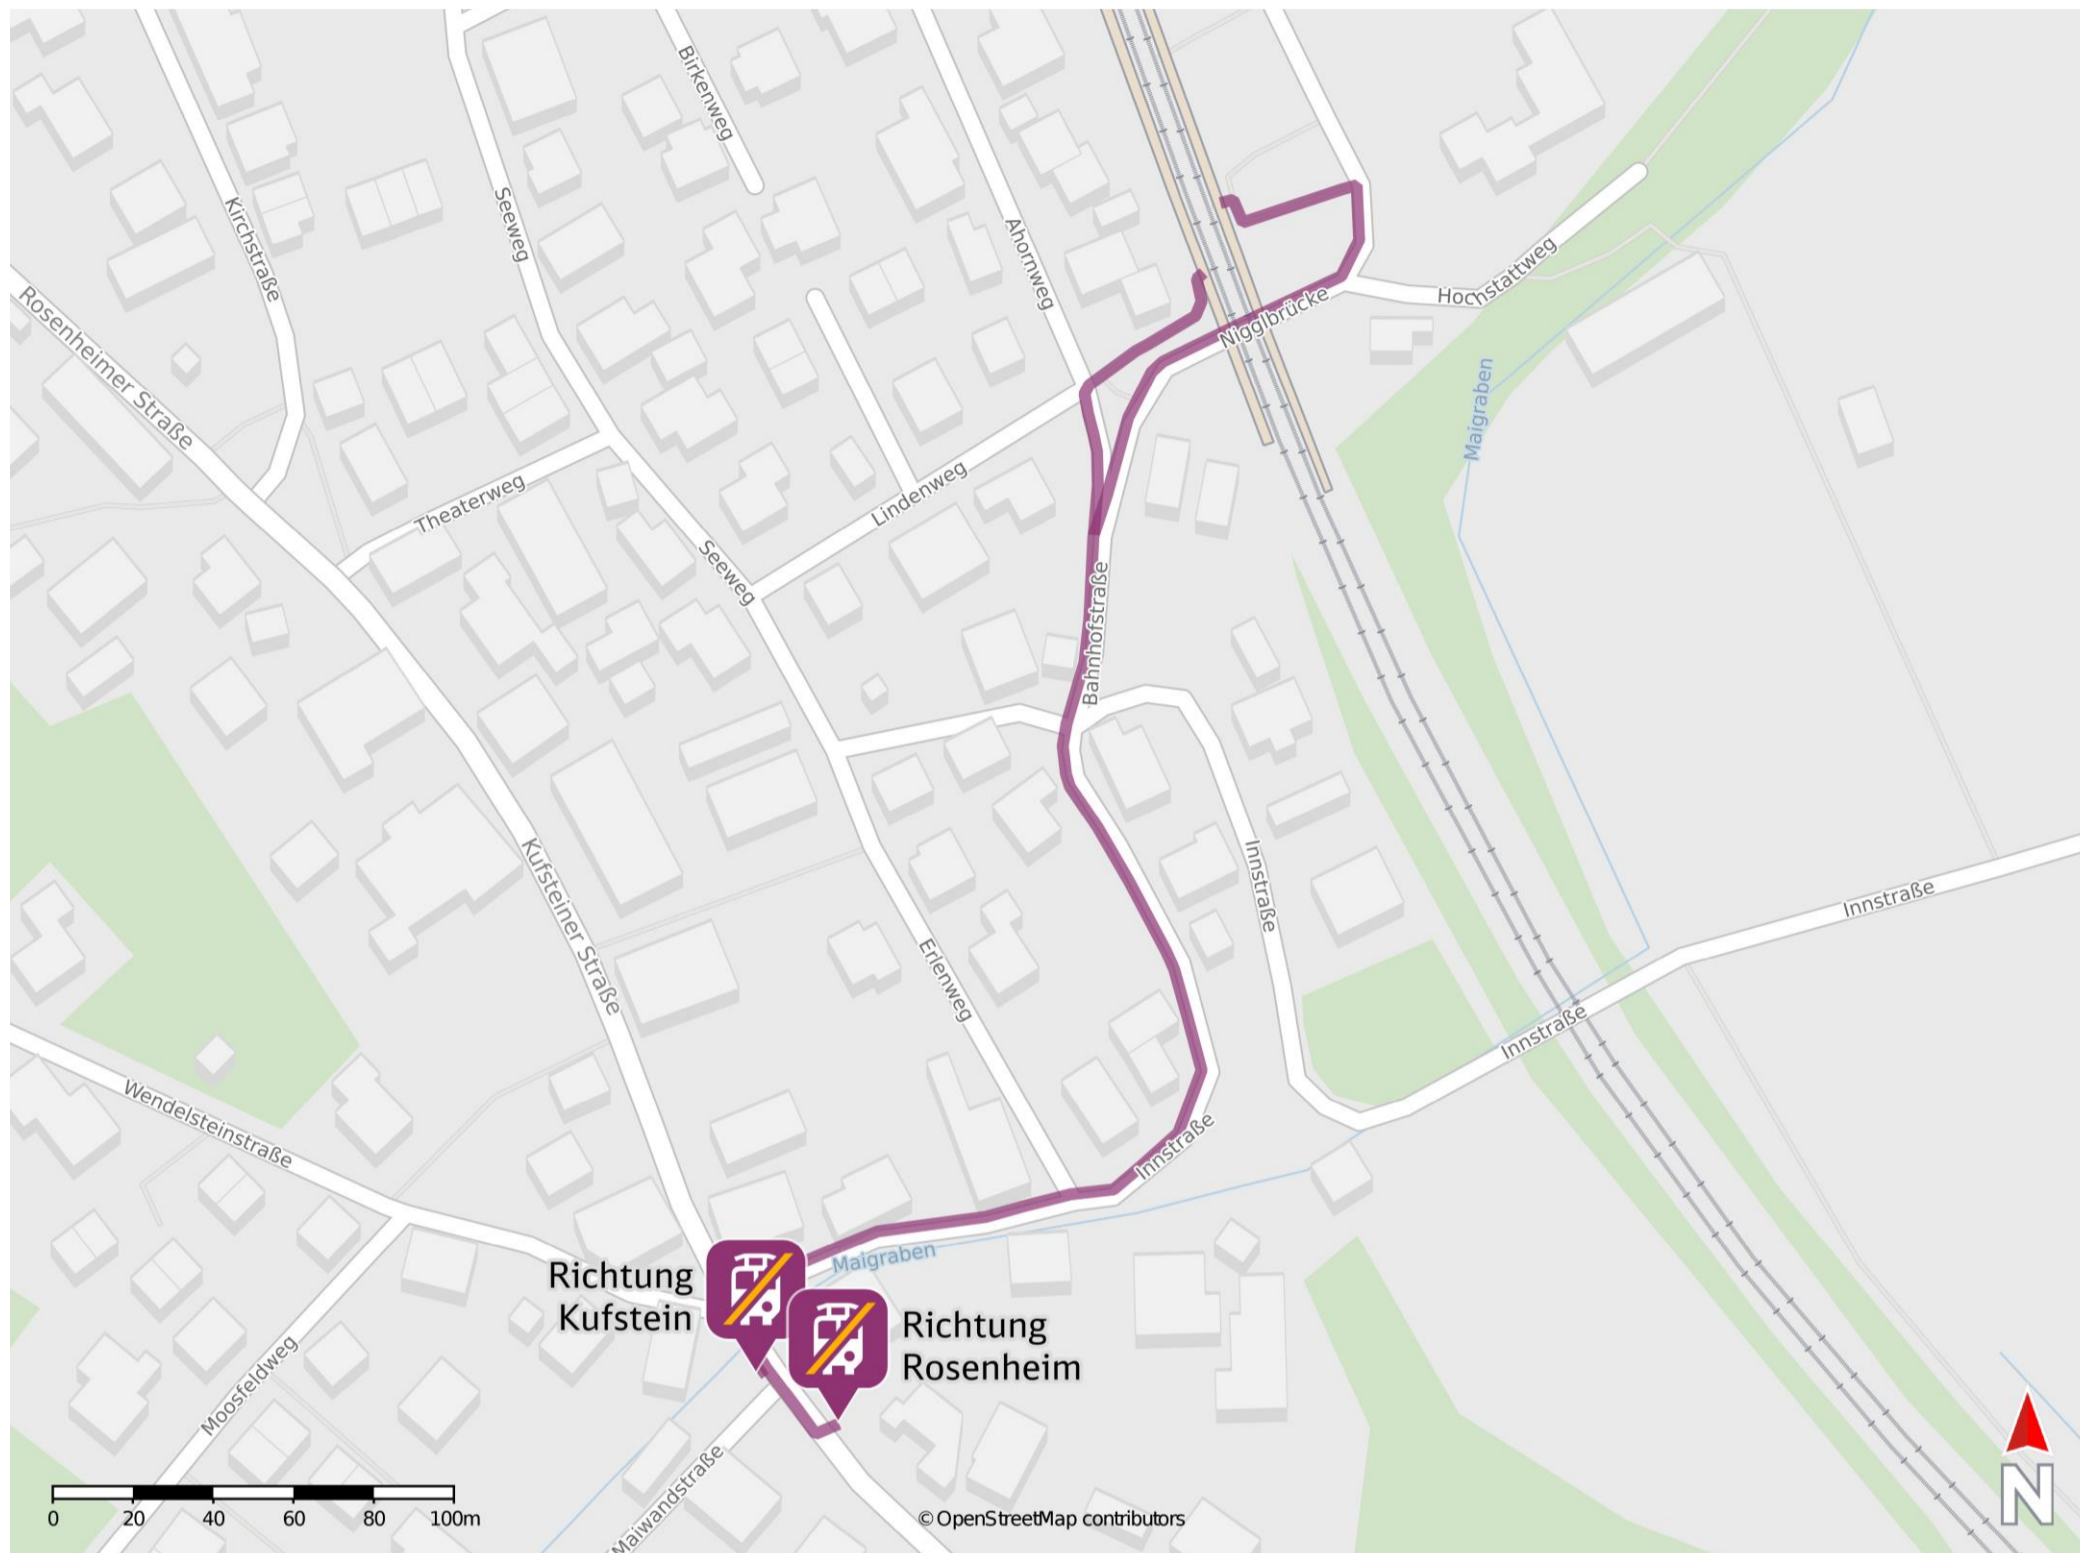 Birkenweg
Kirchstraße
Seeweg
Ahornweg
Hochstattweg
Rosenheimer Straße
Nigglbrücke
Maigraben
Theaterweg
Lindenweg
Seeweg
Bahnhofstraße
Kufsteiner Straße
Innstraße
Innstraße
Erlenweg
Innstraße
Wendelsteinstraße
Innstraße
Maigraben
Richtung
Kufstein
Richtung
Rosenheim
Moosfeldweg
Maiwandstraße
0 20 40 60 80 100m
© OpenStreetMap contributors
N